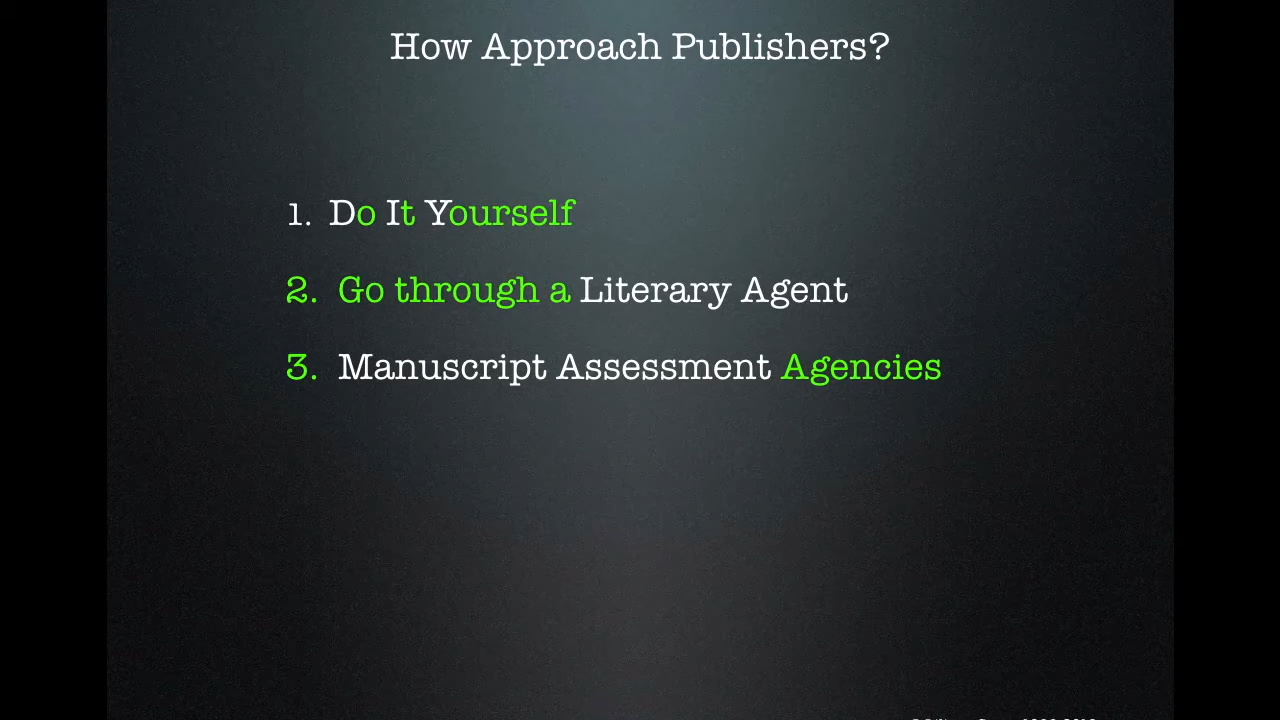 How Approach Publishers?
1. Do It Yourself
2. Go through a Literary Agent
3. Manuscript Assessment Agencies